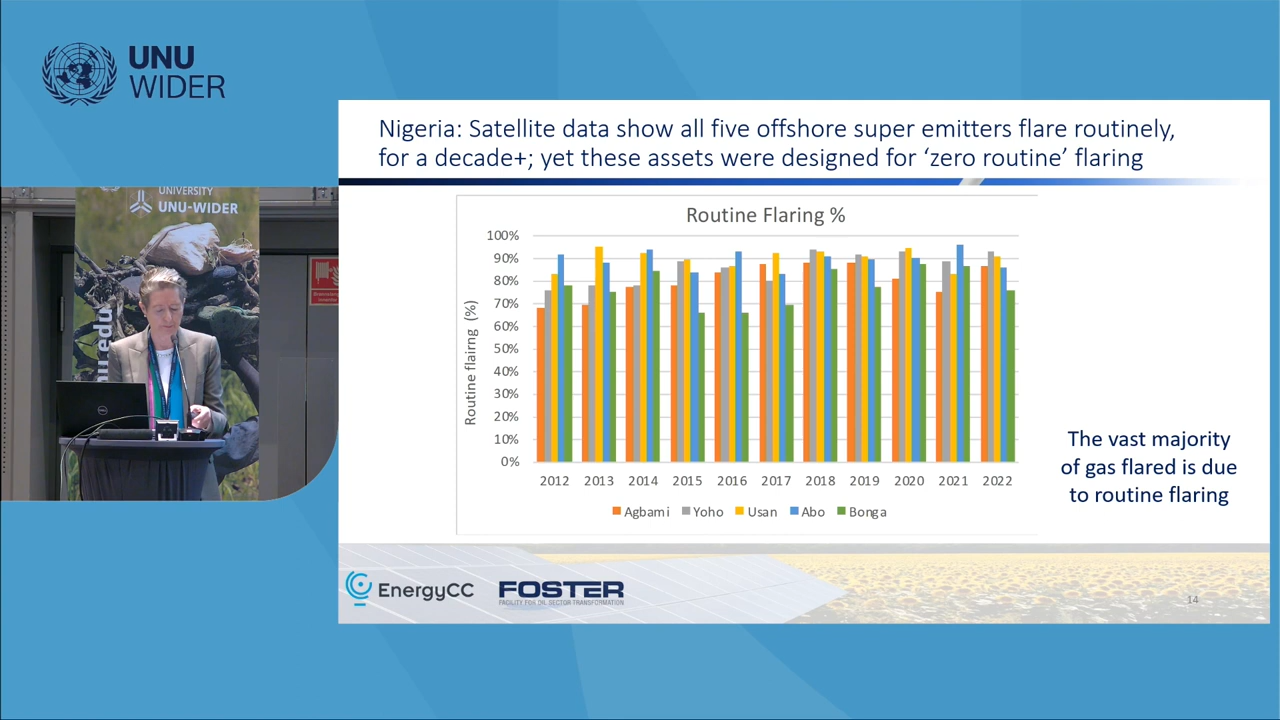 UNU
WIDER
UNIVERSITY
UNU-WIDER
nu.edu
Nigeria: Satellite data show all five offshore super emitters flare routinely,
for a decade+; yet these assets were designed for ‘zero routine’ flaring
Routine Flaring %
Routine flairng (%)
100%
90%
80%
70%
60%
50%
40%
30%
20%
10%
0%
2012 2013 2014 2015 2016 2017 2018 2019 2020 2021 2022
Agbami Yoho Usan Abo Bonga
The vast majority
of gas flared is due
to routine flaring
EnergyCC
FOSTER
FACILITY FOR OIL SECTOR TRANSFORMATION
14